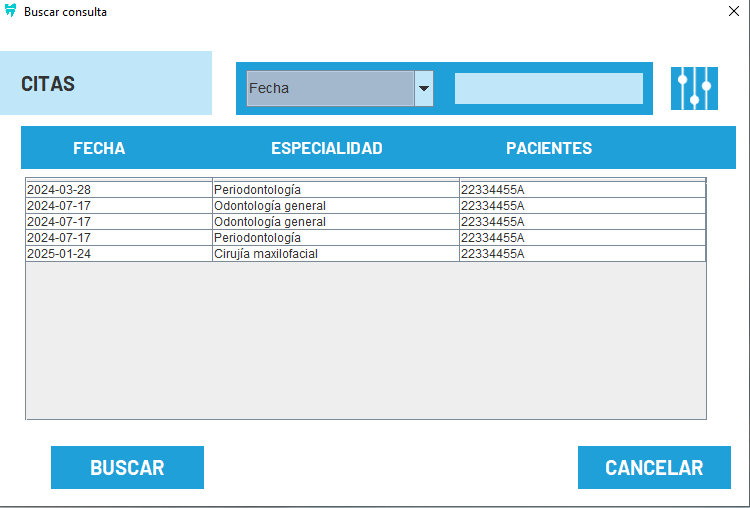 Buscar consulta
CITAS
Fecha
FECHA ESPECIALIDAD PACIENTES
2024-03-28 Periodontología 22334455A
2024-07-17 Odontología general 22334455A
2024-07-17 Odontología general 22334455A
2024-07-17 Periodontología 22334455A
2025-01-24 Cirujía maxilofacial 22334455A
BUSCAR CANCELAR